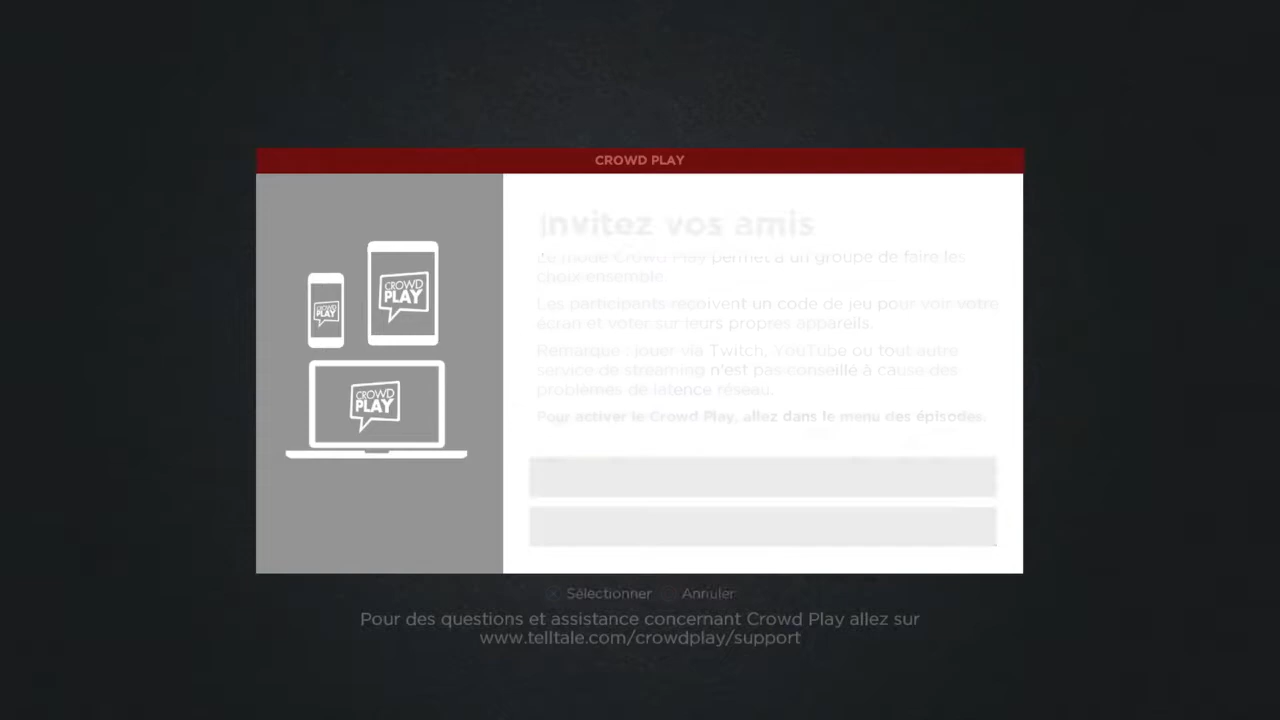 CROWD PLAY
Invitez vos amis
Le mode Crowd Play permet à un groupe de faire les
choix ensemble.
Les participants reçoivent un code de jeu pour voir votre
écran et voter sur leurs propres appareils.
Remarque : jouer via Twitch, YouTube ou tout autre
service de streaming n'est pas conseillé à cause des
problèmes de latence réseau.
Pour activer le Crowd Play, allez dans le menu des épisodes.
CROWD
PLAY
CROWD
PLAY
CROWD
PLAY
Sélectionner Annuler
Pour des questions et assistance concernant Crowd Play allez sur
www.telltale.com/crowdplay/support